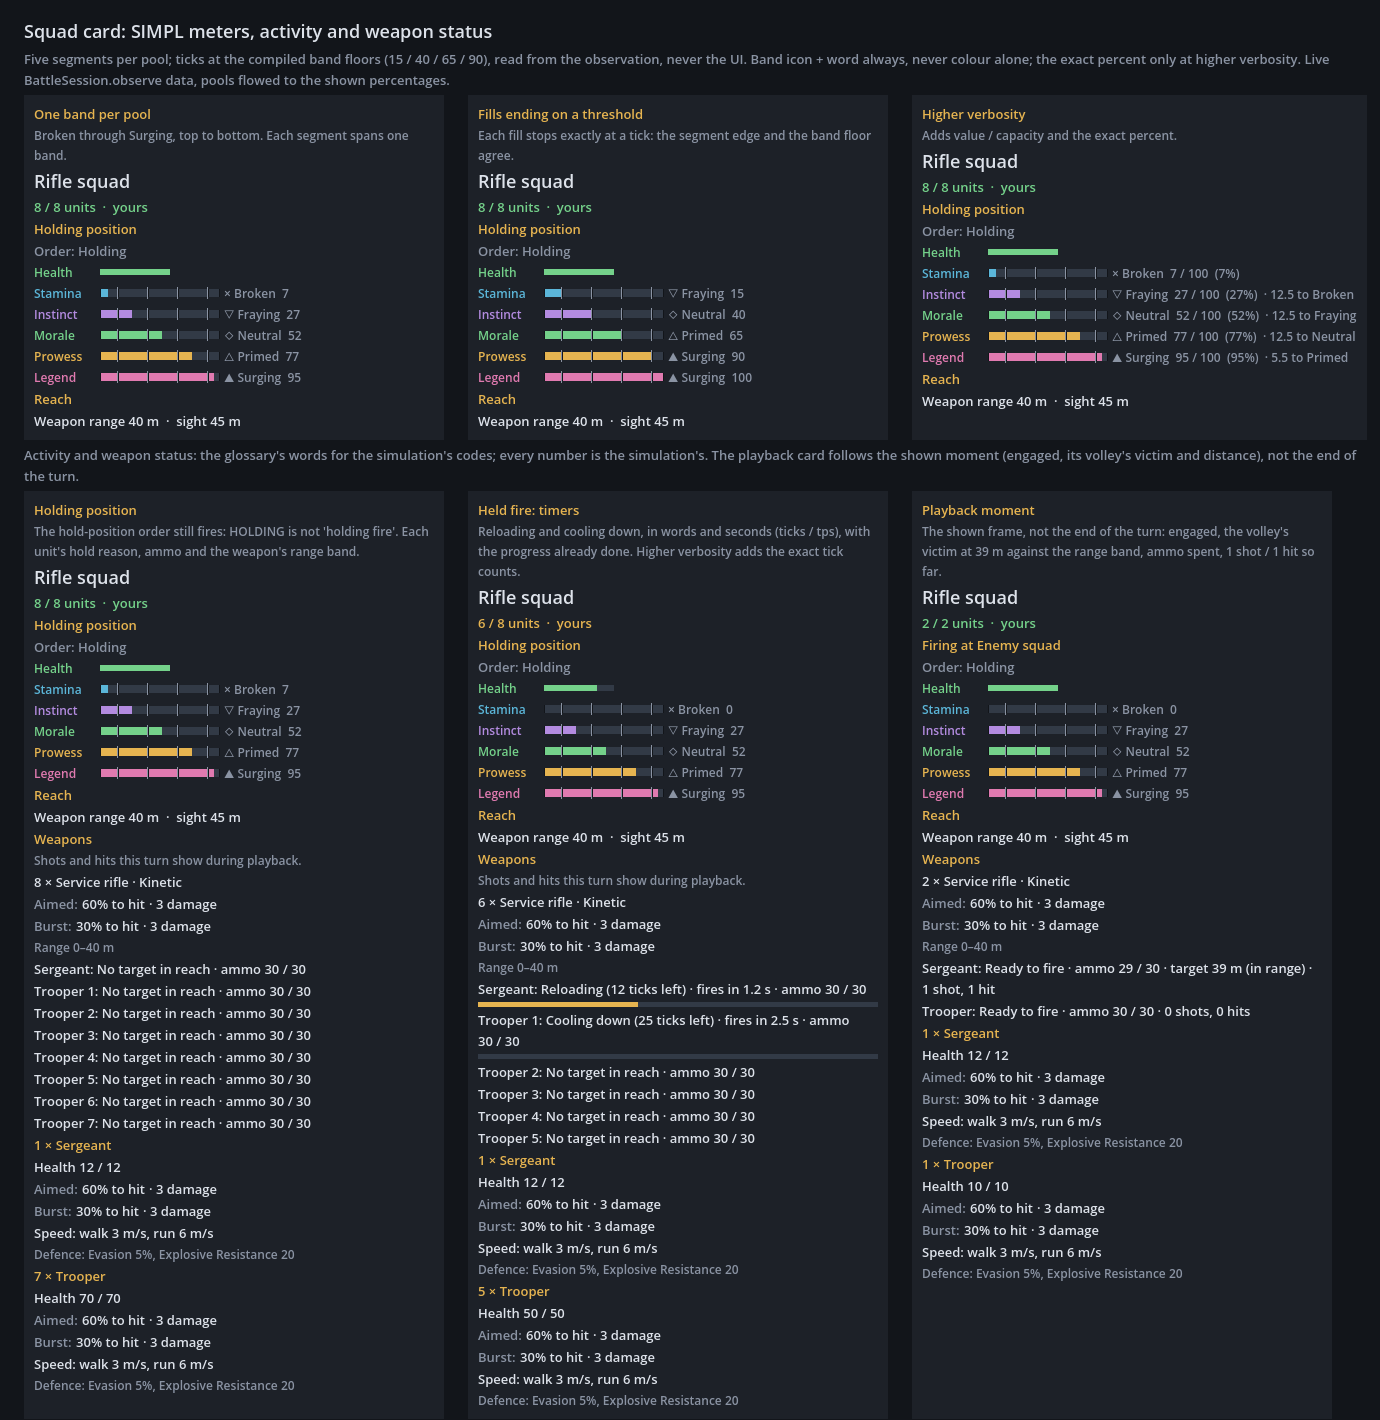 Squad card: SIMPL meters, activity and weapon status
Five segments per pool; ticks at the compiled band floors (15 / 40 / 65 / 90), read from the observation, never the UI. Band icon + word always, never colour alone; the exact percent only at higher verbosity. Live
BattleSession.observe data, pools flowed to the shown percentages.
One band per pool
Broken through Surging, top to bottom. Each segment spans one
band.
Rifle squad
8 / 8 units · yours
Holding position
Order: Holding
Health
Stamina × Broken 7
Instinct ▽ Fraying 27
Morale ◇ Neutral 52
Prowess △ Primed 77
Legend ▲ Surging 95
Reach
Weapon range 40 m · sight 45 m
Fills ending on a threshold
Each fill stops exactly at a tick: the segment edge and the band floor
agree.
Rifle squad
8 / 8 units · yours
Holding position
Order: Holding
Health
Stamina ▽ Fraying 15
Instinct ◇ Neutral 40
Morale △ Primed 65
Prowess ▲ Surging 90
Legend ▲ Surging 100
Reach
Weapon range 40 m · sight 45 m
Higher verbosity
Adds value / capacity and the exact percent.
Rifle squad
8 / 8 units · yours
Holding position
Order: Holding
Health
Stamina × Broken 7 / 100 (7%)
Instinct ▽ Fraying 27 / 100 (27%) · 12.5 to Broken
Morale ◇ Neutral 52 / 100 (52%) · 12.5 to Fraying
Prowess △ Primed 77 / 100 (77%) · 12.5 to Neutral
Legend ▲ Surging 95 / 100 (95%) · 5.5 to Primed
Reach
Weapon range 40 m · sight 45 m
Activity and weapon status: the glossary's words for the simulation's codes; every number is the simulation's. The playback card follows the shown moment (engaged, its volley's victim and distance), not the end of
the turn.
Holding position
The hold-position order still fires: HOLDING is not 'holding fire'. Each
unit's hold reason, ammo and the weapon's range band.
Rifle squad
8 / 8 units · yours
Holding position
Order: Holding
Health
Stamina × Broken 7
Instinct ▽ Fraying 27
Morale ◇ Neutral 52
Prowess △ Primed 77
Legend ▲ Surging 95
Reach
Weapon range 40 m · sight 45 m
Weapons
Shots and hits this turn show during playback.
8 × Service rifle · Kinetic
Aimed: 60% to hit · 3 damage
Burst: 30% to hit · 3 damage
Range 0–40 m
Sergeant: No target in reach · ammo 30 / 30
Trooper 1: No target in reach · ammo 30 / 30
Trooper 2: No target in reach · ammo 30 / 30
Trooper 3: No target in reach · ammo 30 / 30
Trooper 4: No target in reach · ammo 30 / 30
Trooper 5: No target in reach · ammo 30 / 30
Trooper 6: No target in reach · ammo 30 / 30
Trooper 7: No target in reach · ammo 30 / 30
1 × Sergeant
Health 12 / 12
Aimed: 60% to hit · 3 damage
Burst: 30% to hit · 3 damage
Speed: walk 3 m/s, run 6 m/s
Defence: Evasion 5%, Explosive Resistance 20
7 × Trooper
Health 70 / 70
Aimed: 60% to hit · 3 damage
Burst: 30% to hit · 3 damage
Speed: walk 3 m/s, run 6 m/s
Defence: Evasion 5%, Explosive Resistance 20
Held fire: timers
Reloading and cooling down, in words and seconds (ticks / tps), with
the progress already done. Higher verbosity adds the exact tick
counts.
Rifle squad
6 / 8 units · yours
Holding position
Order: Holding
Health
Stamina × Broken 0
Instinct ▽ Fraying 27
Morale ◇ Neutral 52
Prowess △ Primed 77
Legend ▲ Surging 95
Reach
Weapon range 40 m · sight 45 m
Weapons
Shots and hits this turn show during playback.
6 × Service rifle · Kinetic
Aimed: 60% to hit · 3 damage
Burst: 30% to hit · 3 damage
Range 0–40 m
Sergeant: Reloading (12 ticks left) · fires in 1.2 s · ammo 30 / 30
Trooper 1: Cooling down (25 ticks left) · fires in 2.5 s · ammo
30 / 30
Trooper 2: No target in reach · ammo 30 / 30
Trooper 3: No target in reach · ammo 30 / 30
Trooper 4: No target in reach · ammo 30 / 30
Trooper 5: No target in reach · ammo 30 / 30
1 × Sergeant
Health 12 / 12
Aimed: 60% to hit · 3 damage
Burst: 30% to hit · 3 damage
Speed: walk 3 m/s, run 6 m/s
Defence: Evasion 5%, Explosive Resistance 20
5 × Trooper
Health 50 / 50
Aimed: 60% to hit · 3 damage
Burst: 30% to hit · 3 damage
Speed: walk 3 m/s, run 6 m/s
Defence: Evasion 5%, Explosive Resistance 20
Playback moment
The shown frame, not the end of the turn: engaged, the volley's
victim at 39 m against the range band, ammo spent, 1 shot / 1 hit so
far.
Rifle squad
2 / 2 units · yours
Firing at Enemy squad
Order: Holding
Health
Stamina × Broken 0
Instinct ▽ Fraying 27
Morale ◇ Neutral 52
Prowess △ Primed 77
Legend ▲ Surging 95
Reach
Weapon range 40 m · sight 45 m
Weapons
2 × Service rifle · Kinetic
Aimed: 60% to hit · 3 damage
Burst: 30% to hit · 3 damage
Range 0–40 m
Sergeant: Ready to fire · ammo 29 / 30 · target 39 m (in range) ·
1 shot, 1 hit
Trooper: Ready to fire · ammo 30 / 30 · 0 shots, 0 hits
1 × Sergeant
Health 12 / 12
Aimed: 60% to hit · 3 damage
Burst: 30% to hit · 3 damage
Speed: walk 3 m/s, run 6 m/s
Defence: Evasion 5%, Explosive Resistance 20
1 × Trooper
Health 10 / 10
Aimed: 60% to hit · 3 damage
Burst: 30% to hit · 3 damage
Speed: walk 3 m/s, run 6 m/s
Defence: Evasion 5%, Explosive Resistance 20